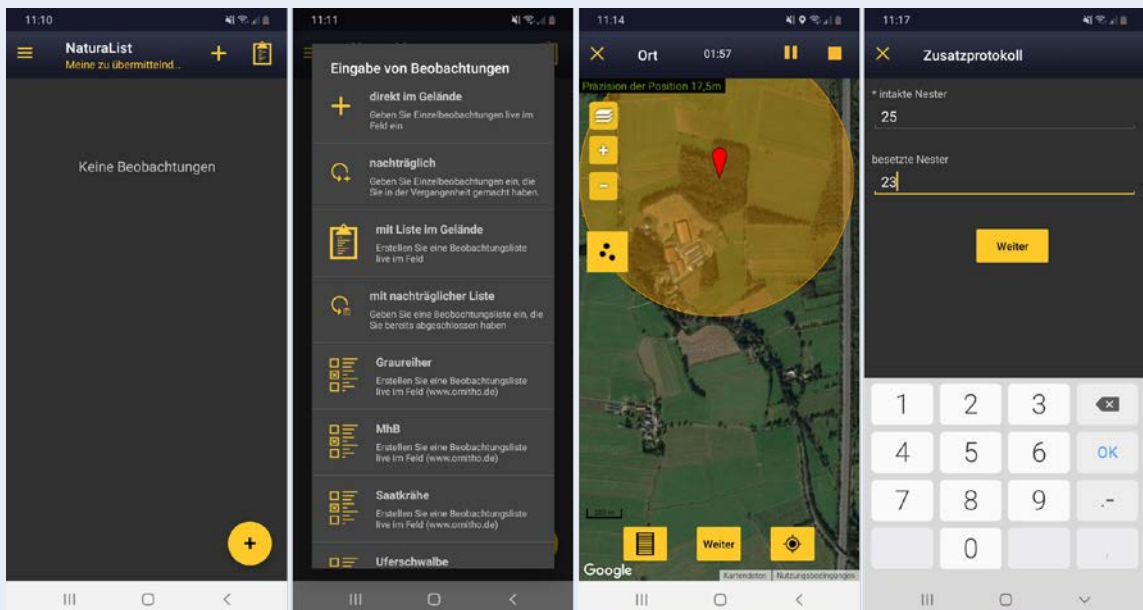 11:10
NaturaList
Meine zu übermittelnd...
Keine Beobachtungen
+
11:11
Eingabe von Beobachtungen
direkt im Gelände
Geben Sie Einzelbeobachtungen live im
Feld ein
nachträglich
Geben Sie Einzelbeobachtungen ein, die
Sie in der Vergangenheit gemacht haben.
mit Liste im Gelände
Erstellen Sie eine Beobachtungsliste
live im Feld
mit nachträglicher Liste
Geben Sie eine Beobachtungsliste ein, die
Sie bereits abgeschlossen haben
Graureiher
Erstellen Sie eine Beobachtungsliste
live im Feld (www.ornitho.de)
MhB
Erstellen Sie eine Beobachtungsliste
live im Feld (www.ornitho.de)
Saatkrähe
Erstellen Sie eine Beobachtungsliste
live im Feld (www.ornitho.de)
Uferschwalbe
11:14
Ort 01:57
Präzision der Position 17,5m
+
-
Weiter
Google
Kartendaten Nutzungsbedingungen
11:17
Zusatzprotokoll
* intakte Nester
25
besetzte Nester
23
Weiter
1 2 3
4 5 6 OK
7 8 9 .-
0 ,